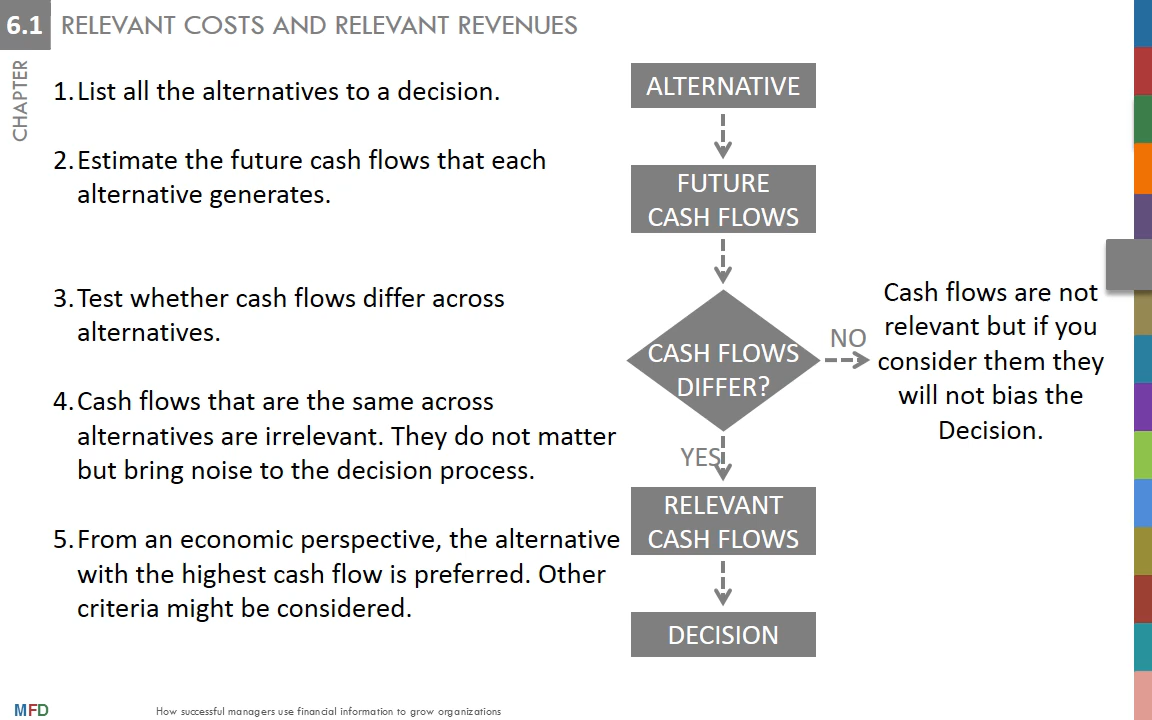 6.1 RELEVANT COSTS AND RELEVANT REVENUES
CHAPTER
1. List all the alternatives to a decision.
2. Estimate the future cash flows that each
alternative generates.
3. Test whether cash flows differ across
alternatives.
4. Cash flows that are the same across
alternatives are irrelevant. They do not matter
but bring noise to the decision process.
5. From an economic perspective, the alternative
with the highest cash flow is preferred. Other
criteria might be considered.
ALTERNATIVE
FUTURE
CASH FLOWS
CASH FLOWS
DIFFER?
NO
Cash flows are not
relevant but if you
consider them they
will not bias the
Decision.
YES
RELEVANT
CASH FLOWS
DECISION
MFD
How successful managers use financial information to grow organizations